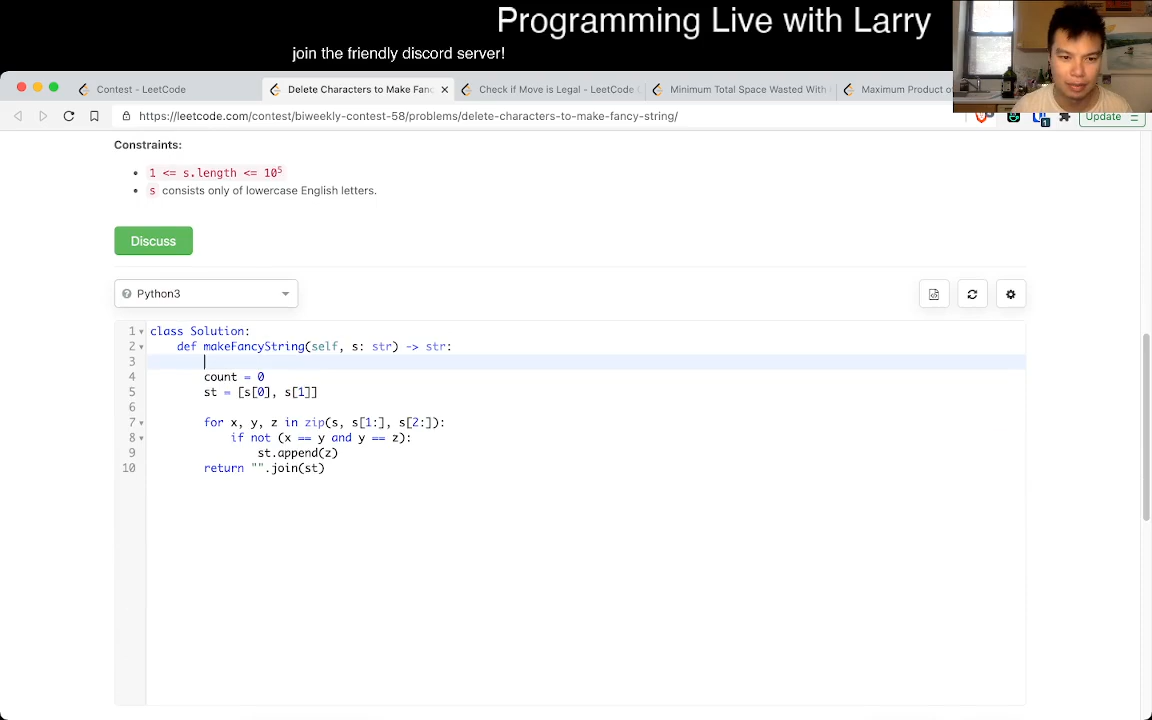 Programming Live with Larry
join the friendly discord server!
Contest - LeetCode
Delete Characters to Make Fanc
Check if Move is Legal - LeetCode
Minimum Total Space Wasted With
Maximum Product o
https://leetcode.com/contest/biweekly-contest-58/problems/delete-characters-to-make-fancy-string/
1
Update
Constraints:
1 <= s.length <= 10⁵
s consists only of lowercase English letters.
Discuss
Python3
1 class Solution:
2 def makeFancyString(self, s: str) -> str:
3
4 count = 0
5 st = [s[0], s[1]]
6
7 for x, y, z in zip(s, s[1:], s[2:]):
8 if not (x == y and y == z):
9 st.append(z)
10 return "".join(st)